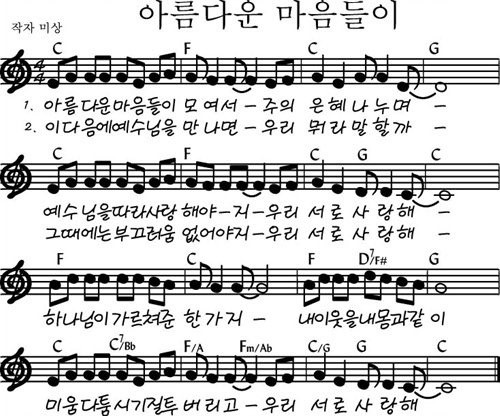 아름다운 마음들이
작자 미상
C F C G
4/4
1. 아름다운마음들이 모여서 - 주의 은혜나누며 -
2. 이다음에예수님을 만나면 - 우리 뭐라말할까 -
C F C G C
예수님을따라사랑해야-지-우리 서로사랑해 -
그때에는부끄러움 없어야지-우리 서로사랑해 -
F C F D7/F# G
하나님이가르쳐준 한가지 - 내이웃을내몸과같이
C C7/Bb F/A Fm/Ab C/G G C
미움다툼시기질투 버리고-우리 서로사랑해